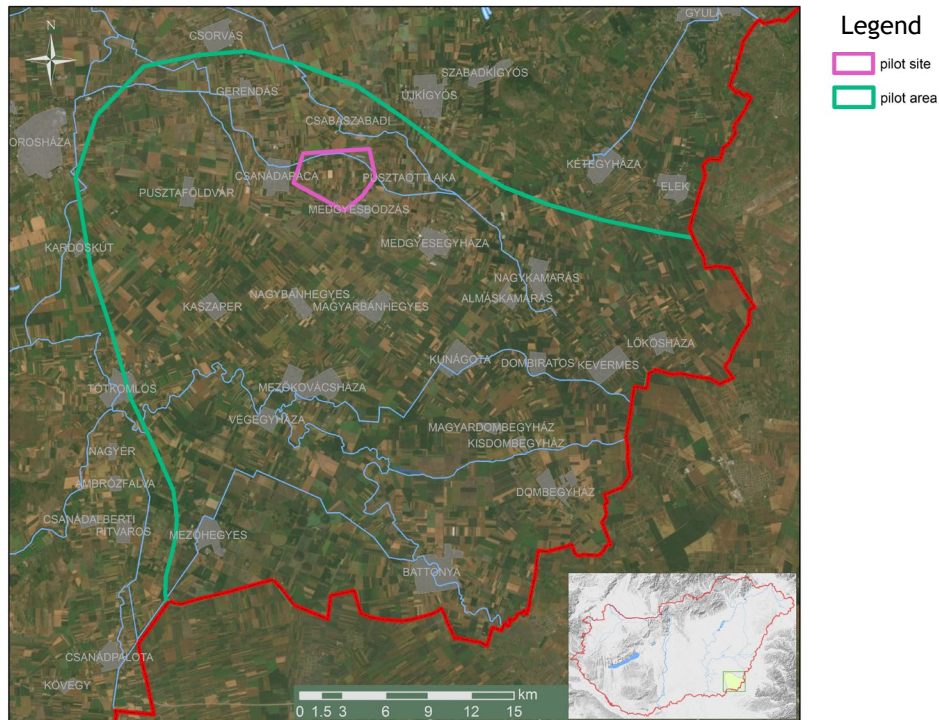 Legend
pilot site
pilot area
N
GYULA
CSORVÁS
SZABADKÍGYÓS
GERENDÁS
ÚJKÍGYÓS
CSABASZABADI
OROSHÁZA
KÉTEGYHÁZA
CSANÁDAPÁCA
PUSZTAOTTLAKA
ELEK
PUSZTAFÖLDVÁR
MEDGYESBODZÁS
KARDOSKÚT
MEDGYESEGYHÁZA
NAGYKAMARÁS
NAGYBÁNHEGYES
ALMÁSKAMARÁS
KASZAPER
MAGYARBÁNHEGYES
LŐKÖSHÁZA
KUNÁGOTA
DOMBIRATOS
KEVERMES
TÓTKOMLÓS
MEZŐKOVÁCSHÁZA
VÉGEGYHÁZA
MAGYARDOMBEGYHÁZ
KISDOMBEGYHÁZ
NAGYÉR
AMBRÓZFALVA
DOMBEGYHÁZ
CSANÁDALBERTI
PITVAROS
MEZŐHEGYES
BATTONYA
CSANÁDPALOTA
KÖVEGY
km
0 1.5 3 6 9 12 15